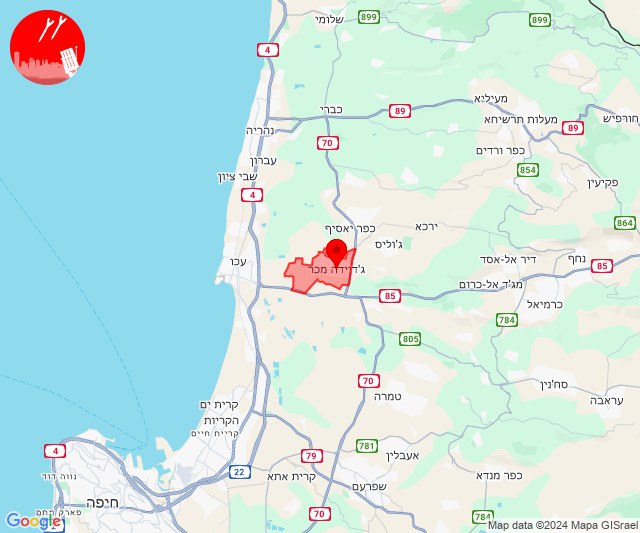 שלומי
899
899
4
כברי
מעיליא
89
חורפיש
מעלות תרשיחא
89
נהריה
70
כפר ורדים
עברון
854
שבי ציון
פקיעין
4
864
כפר יאסיף
ירכא
ג'וליס
עכו
ג'דיידה מכר
דיר אל-אסד
נחף
85
מג'ד אל-כרום
85
כרמיאל
784
805
70
סח'נין
טמרה
עראבה
קרית ים
הקריות
קרית חיים
4
781
79
אעבלין
22
נווה דוד
קרית אתא
כפר מנדא
שפרעם
חיפה
70
784
Google
Map data ©2024 Mapa GISrael